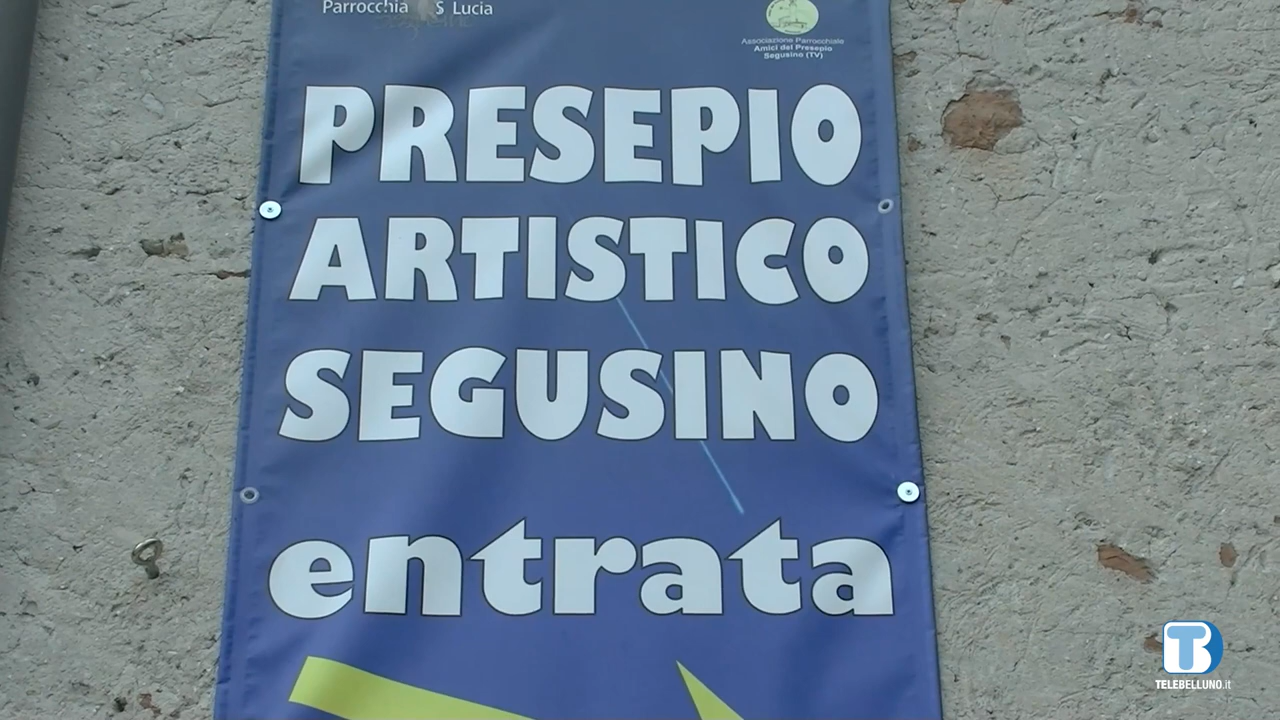 Parrocchia S Lucia
Associazione Parrocchiale
Amici del Presepio
Segusino (TV)
PRESEPIO
ARTISTICO
SEGUSINO
entrata
TELEBELLUNO.it